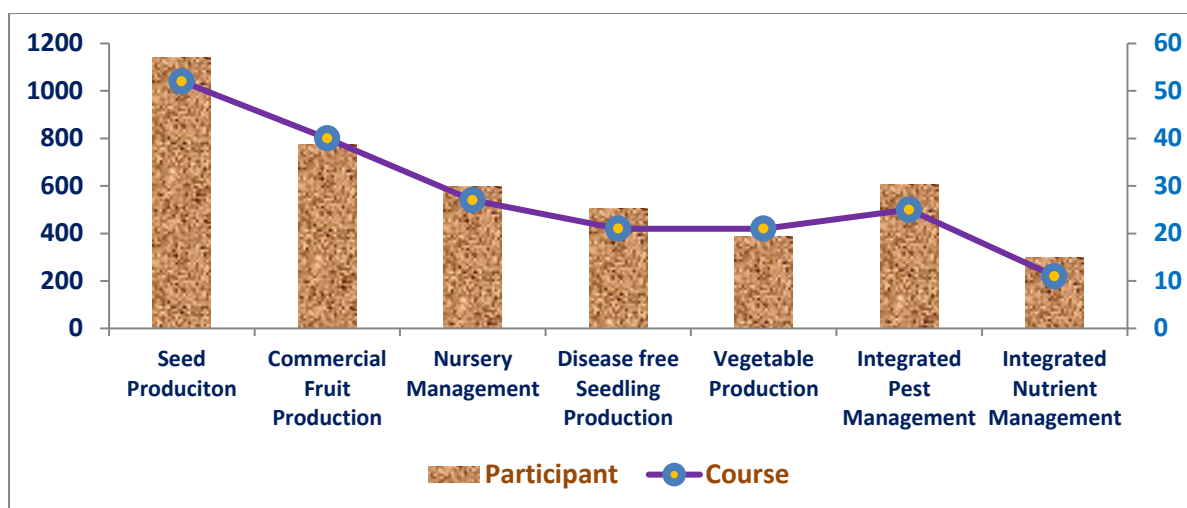 1200
1000
800
600
400
200
0
60
50
40
30
20
10
0
Seed
Produciton
Commercial
Fruit
Production
Nursery
Management
Disease free
Seedling
Production
Vegetable
Production
Integrated
Pest
Management
Integrated
Nutrient
Management
Participant
Course